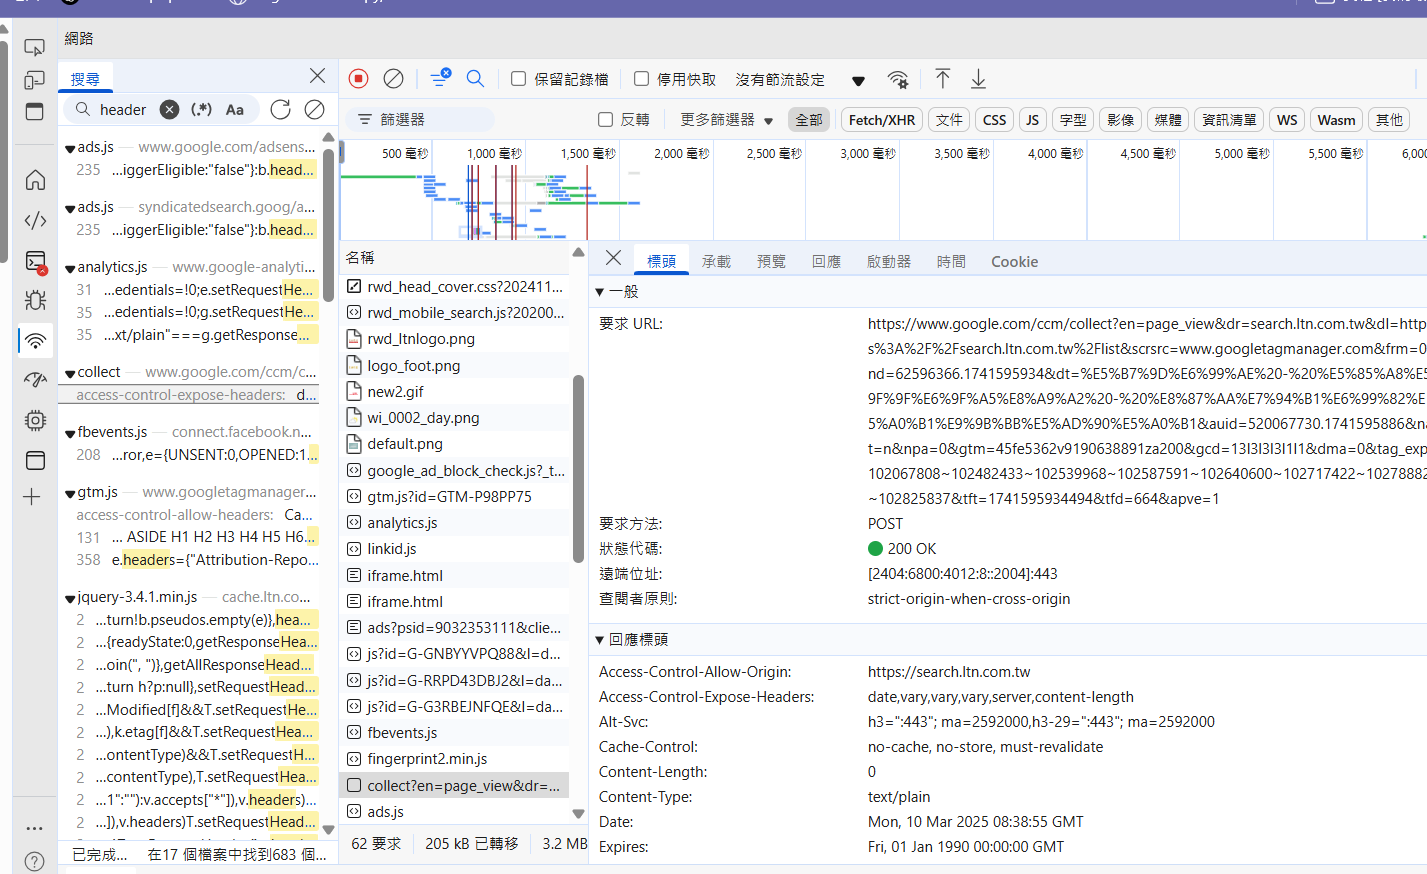 網路
搜尋
header
(.*)
Aa
ads.js — www.google.com/adsens...
235 ...iggerEligible:"false"}:b.head...
ads.js — syndicatedsearch.goog/a...
235 ...iggerEligible:"false"}:b.head...
analytics.js — www.google-analyti...
31 ...edentials=!0;e.setRequestHe...
35 ...edentials=!0;g.setRequestHe...
35 ...xt/plain"===g.getResponse...
collect — www.google.com/ccm/c...
access-control-expose-headers: d...
fbevents.js — connect.facebook.n...
208 ...ror,e={UNSENT:0,OPENED:1...
gtm.js — www.googletagmanager...
access-control-allow-headers: Ca...
131 ... ASIDE H1 H2 H3 H4 H5 H6...
358 e.headers={"Attribution-Repo...
jquery-3.4.1.min.js — cache.ltn.co...
2 ...turn!b.pseudos.empty(e)},hea...
2 ...{readyState:0,getResponseHea...
2 ...oin(", ")},getAllResponseHead...
2 ...turn h?p:null},setRequestHead...
2 ...Modified[f]&&T.setRequestHe...
2 ...),k.etag[f]&&T.setRequestHe...
2 ...ontentType)&&T.setRequestH...
2 ...contentType),T.setRequestHea...
2 ...1":""):v.accepts["*"]),v.headers)...
2 ...]),v.headers)T.setRequestHead...
已完成... 在17 個檔案中找到683 個...
保留記錄檔
停用快取
沒有節流設定
篩選器
反轉
更多篩選器
全部
Fetch/XHR
文件
CSS
JS
字型
影像
媒體
資訊清單
WS
Wasm
其他
500 毫秒
1,000 毫秒
1,500 毫秒
2,000 毫秒
2,500 毫秒
3,000 毫秒
3,500 毫秒
4,000 毫秒
4,500 毫秒
5,000 毫秒
5,500 毫秒
6,00
名稱
rwd_head_cover.css?202411...
rwd_mobile_search.js?20200...
rwd_ltnlogo.png
logo_foot.png
new2.gif
wi_0002_day.png
default.png
google_ad_block_check.js?_t...
gtm.js?id=GTM-P98PP75
analytics.js
linkid.js
iframe.html
iframe.html
ads?psid=9032353111&clie...
js?id=G-GNBYYVPQ88&l=d...
js?id=G-RRPD43DBJ2&l=da...
js?id=G-G3RBEJNFQE&l=da...
fbevents.js
fingerprint2.min.js
collect?en=page_view&dr=...
ads.js
62 要求
205 kB 已轉移
3.2 MB
標頭
承載
預覽
回應
啟動器
時間
Cookie
一般
要求 URL: https://www.google.com/ccm/collect?en=page_view&dr=search.ltn.com.tw&dl=http
s%3A%2F%2Fsearch.ltn.com.tw%2Flist&scrsrc=www.googletagmanager.com&frm=0
nd=62596366.1741595934&dt=%E5%B7%9D%E6%99%AE%20-%20%E5%85%A8%E5
9F%9F%E6%9F%A5%E8%A9%A2%20-%20%E8%87%AA%E7%94%B1%E6%99%82%E
5%A0%B1%E9%9B%BB%E5%AD%90%E5%A0%B1&auid=520067730.1741595886&na
t=n&npa=0&gtm=45fe5362v9190638891za200&gcd=13l3l3l3l1l1&dma=0&tag_exp
102067808~102482433~102539968~102587591~102640600~102717422~10278882
~102825837&tft=1741595934494&tfd=664&apve=1
要求方法: POST
狀態代碼: 200 OK
遠端位址: [2404:6800:4012:8::2004]:443
查閱者原則: strict-origin-when-cross-origin
回應標頭
Access-Control-Allow-Origin: https://search.ltn.com.tw
Access-Control-Expose-Headers: date,vary,vary,vary,server,content-length
Alt-Svc: h3=":443"; ma=2592000,h3-29=":443"; ma=2592000
Cache-Control: no-cache, no-store, must-revalidate
Content-Length: 0
Content-Type: text/plain
Date: Mon, 10 Mar 2025 08:38:55 GMT
Expires: Fri, 01 Jan 1990 00:00:00 GMT